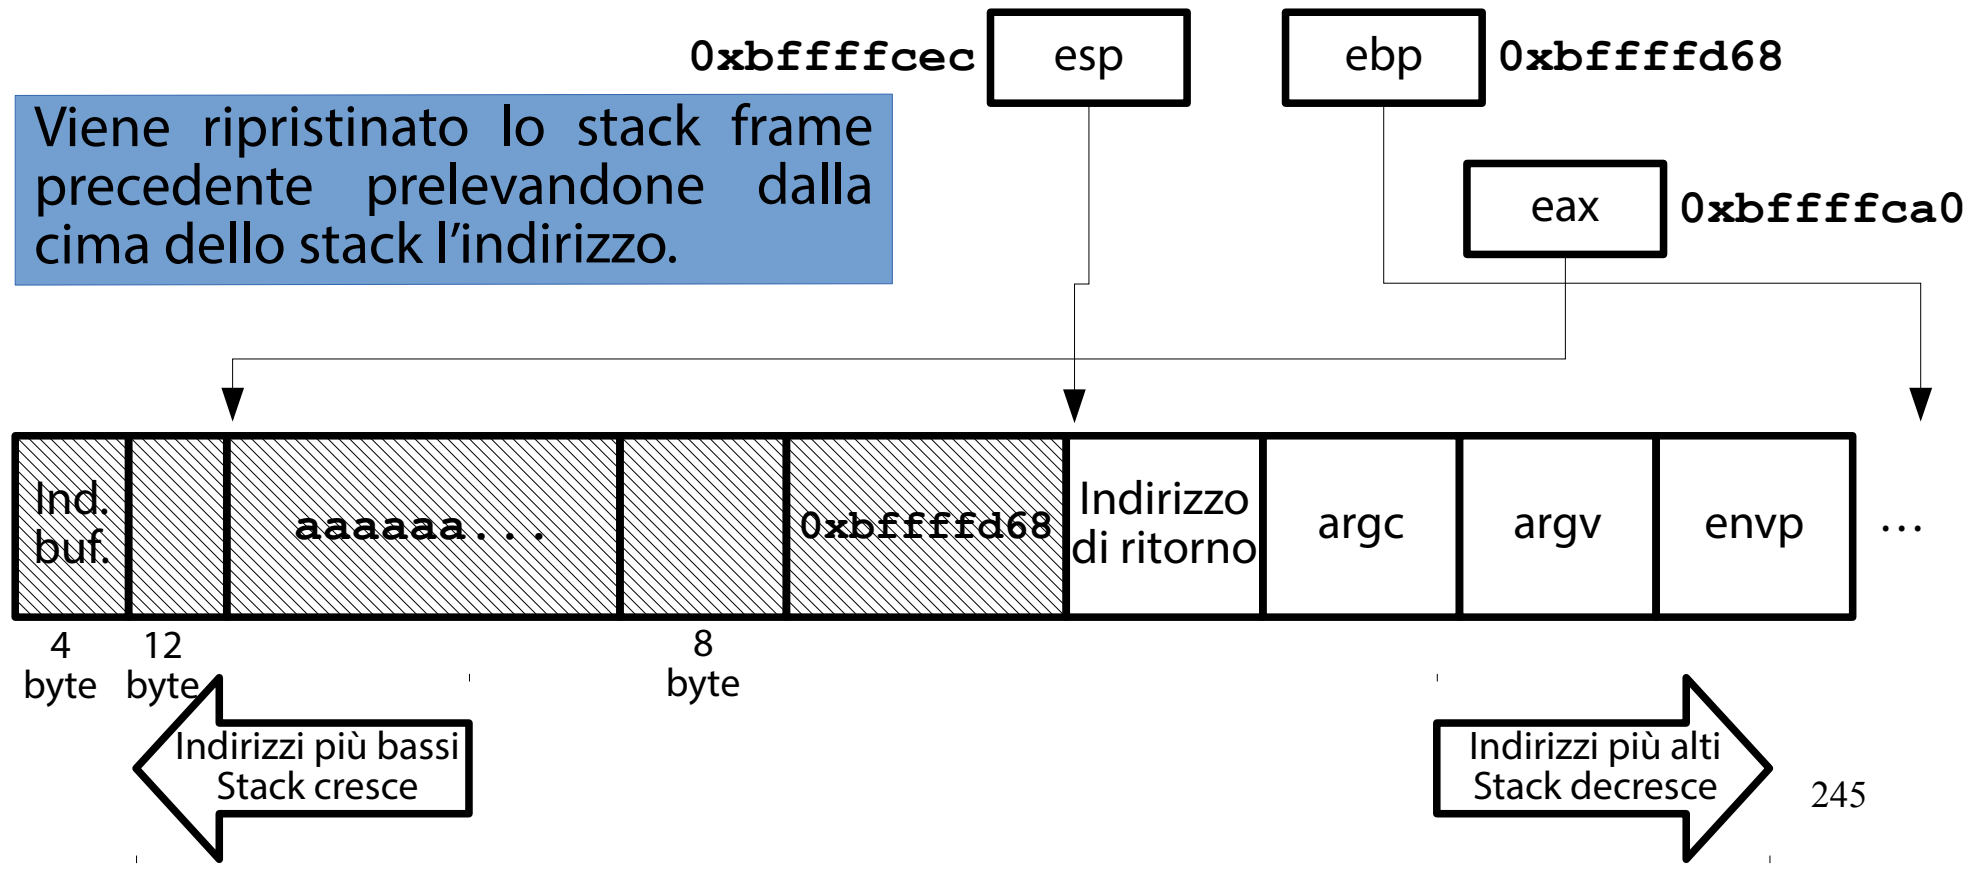 0xbffffcec
esp
ebp
0xbffffd68
Viene ripristinato lo stack frame
precedente prelevandone dalla
cima dello stack l'indirizzo.
eax
0xbffffca0
Ind.
buf.
aaaaaa...
0xbffffd68
Indirizzo
di ritorno
argc
argv
envp
...
4
byte
12
byte
8
byte
Indirizzi più bassi
Stack cresce
Indirizzi più alti
Stack decresce
245